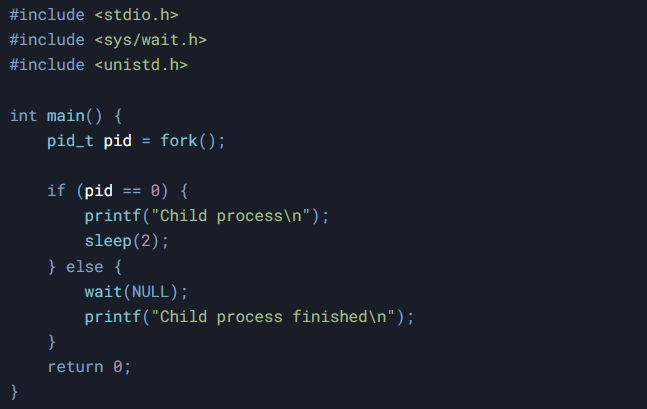 #include <stdio.h>
#include <sys/wait.h>
#include <unistd.h>

int main() {
    pid_t pid = fork();

    if (pid == 0) {
        printf("Child process\n");
        sleep(2);
    } else {
        wait(NULL);
        printf("Child process finished\n");
    }
    return 0;
}